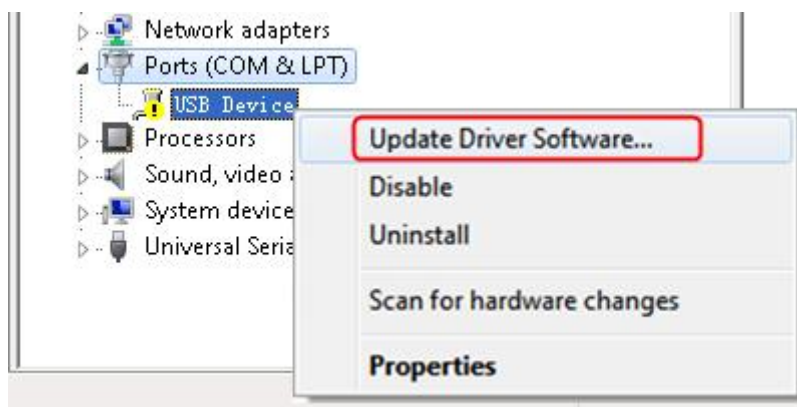 Network adapters
Ports (COM & LPT)
USB Device
Processors
Sound, video
System device
Universal Seria
Update Driver Software...
Disable
Uninstall
Scan for hardware changes
Properties